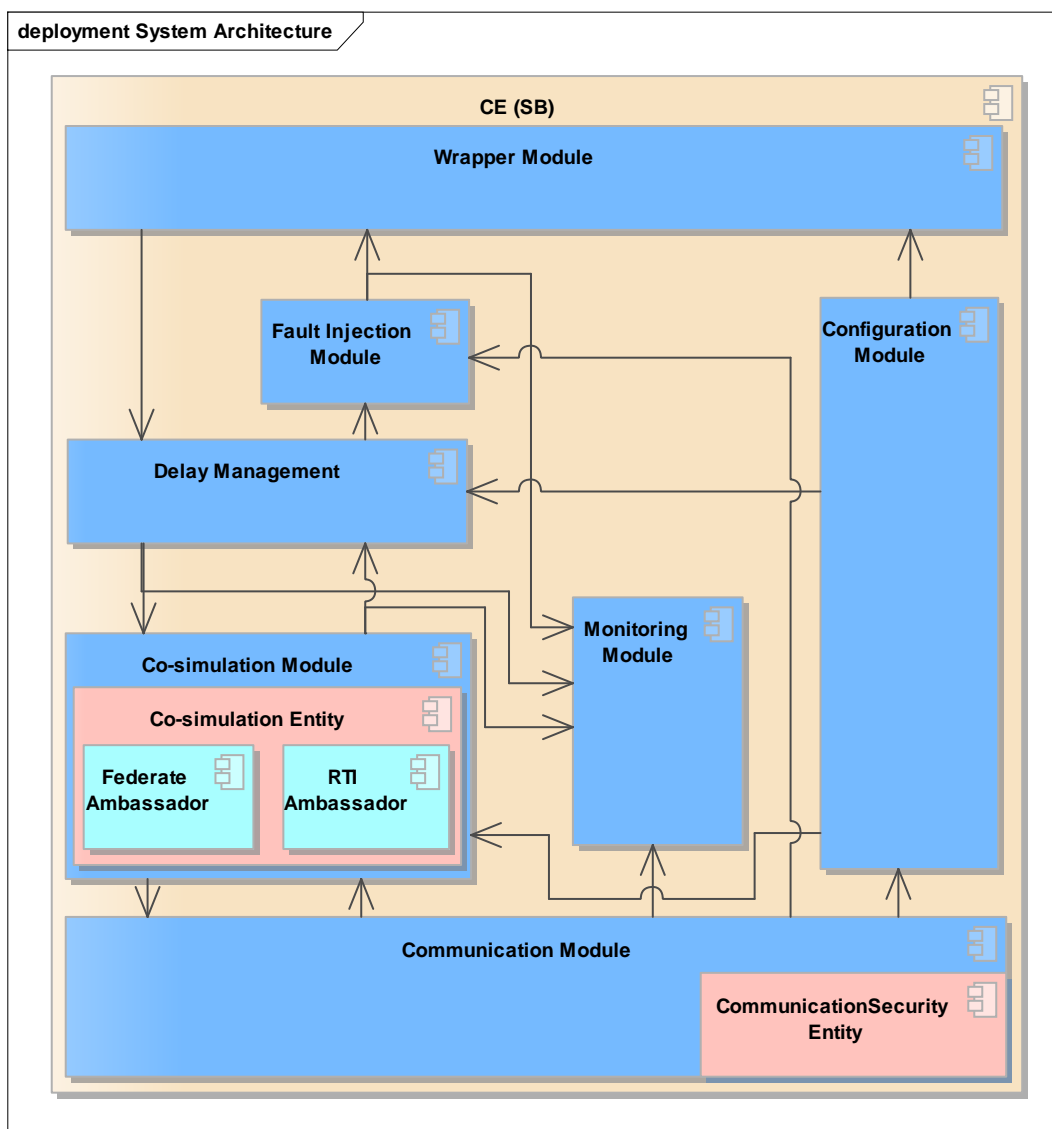 deployment System Architecture
CE (SB)
Wrapper Module
Fault Injection
Module
Configuration
Module
Delay Management
Monitoring
Module
Co-simulation Module
Co-simulation Entity
Federate
Ambassador
RTI
Ambassador
Communication Module
CommunicationSecurity
Entity